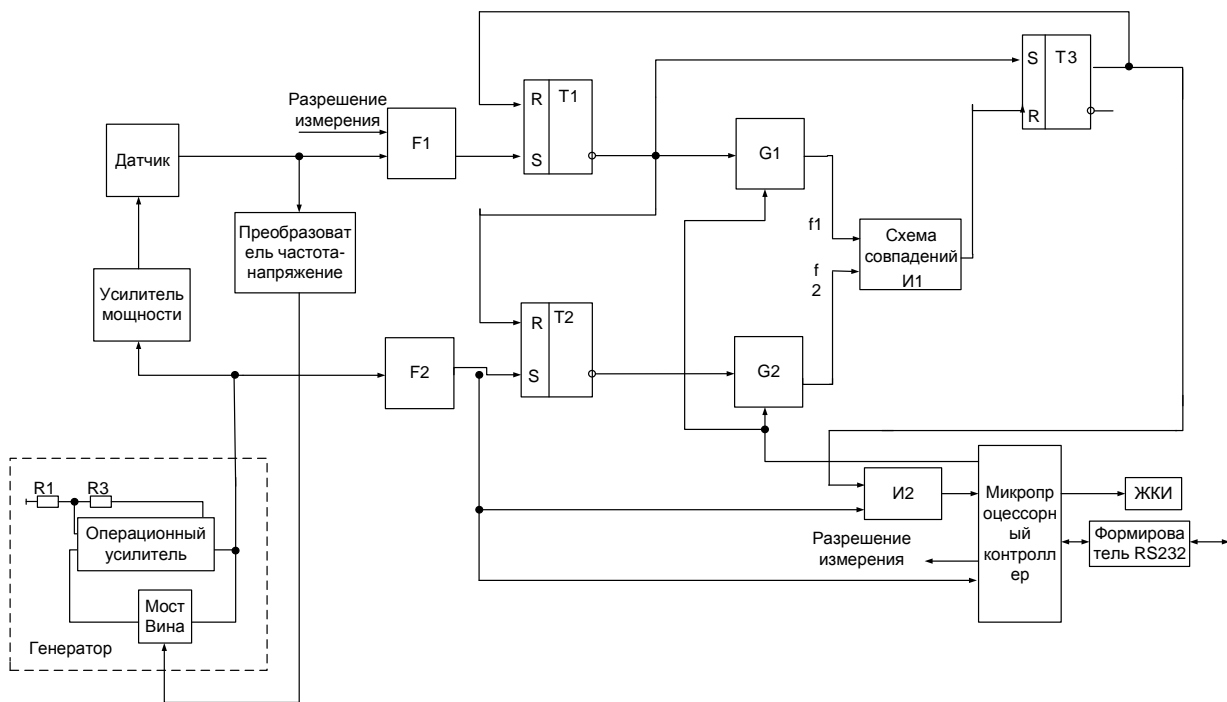 Разрешение
измерения
Датчик
F1
R
S
T1
G1
S
R
T3
Преобразоват
ель частота-
напряжение
f1
Схема
совпадений
И1
f
2
Усилитель
мощности
F2
R
S
T2
G2
R1
R3
Операционный
усилитель
Мост
Вина
Генератор
И2
Микропр
оцессорн
ый
контролл
ер
ЖКИ
Разрешение
измерения
Формирова
тель RS232